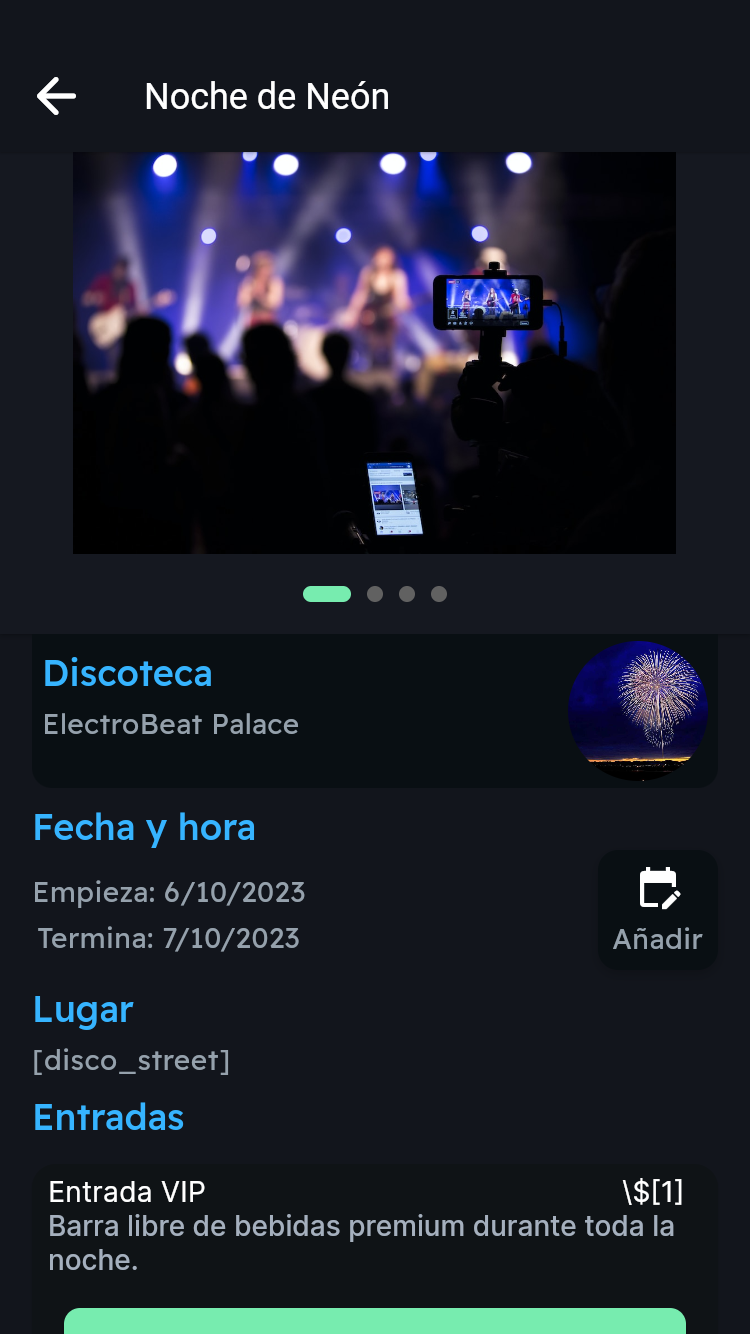 Noche de Neón
Discoteca
ElectroBeat Palace
Fecha y hora
Empieza: 6/10/2023
Termina: 7/10/2023
Añadir
Lugar
[disco_street]
Entradas
Entrada VIP
\$[1]
Barra libre de bebidas premium durante toda la
noche.